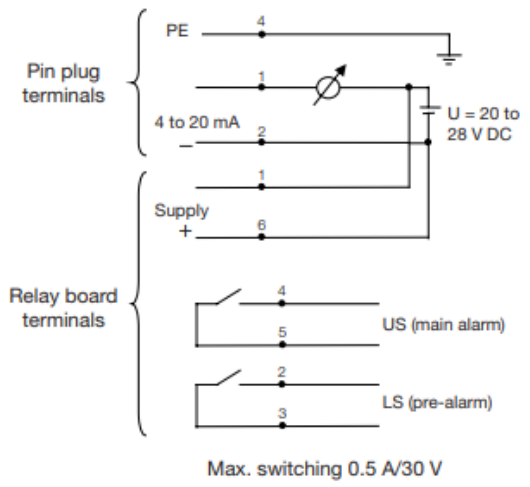 PE
4
Pin plug
terminals
1
4 to 20 mA
−
2
U = 20 to
28 V DC
1
Supply
+
6
Relay board
terminals
4
5
US (main alarm)
2
3
LS (pre-alarm)
Max. switching 0.5 A/30 V